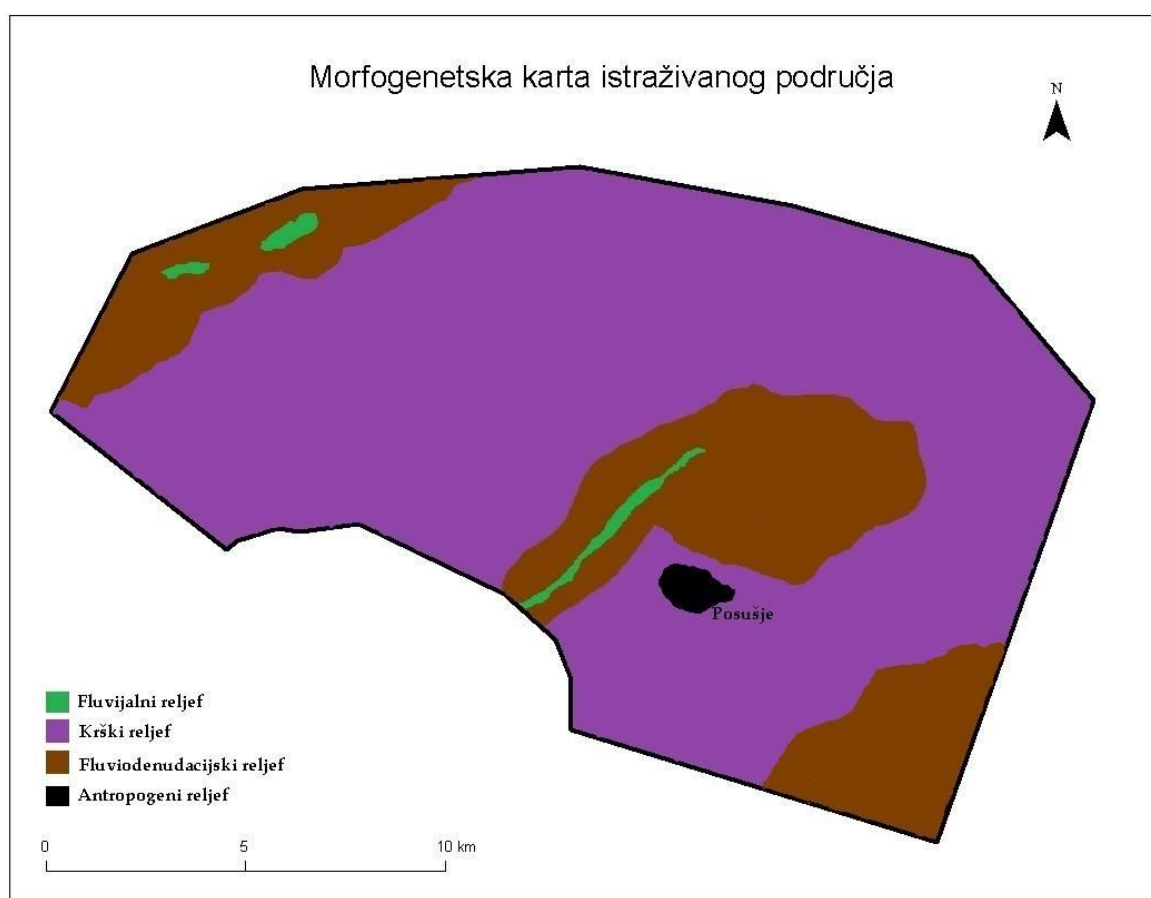 Morfogenetska karta istraživanog područja
N
Posušje
Fluvijalni reljef
Krški reljef
Fluviodenudacijski reljef
Antropogeni reljef
0 5 10 km